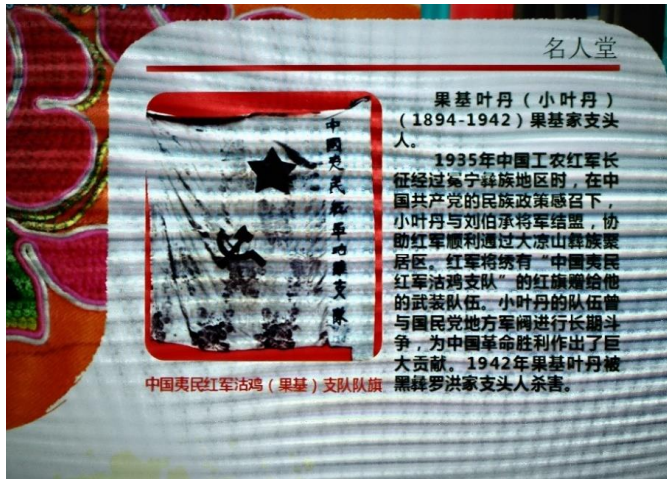 名人堂
中國夷民紅軍沽雞支隊
中国夷民红军沽鸡（果基）支队队旗
果基叶丹（小叶丹）
（1894-1942）果基家支头
人。
1935年中国工农红军长
征经过冕宁彝族地区时，在中
国共产党的民族政策感召下，
小叶丹与刘伯承将军结盟，协
助红军顺利通过大凉山彝族聚
居区。红军将绣有“中国夷民
红军沽鸡支队”的红旗赠给他
的武装队伍。小叶丹的队伍曾
与国民党地方军阀进行长期斗
争，为中国革命胜利作出了巨
大贡献。1942年果基叶丹被
黑彝罗洪家支头人杀害。